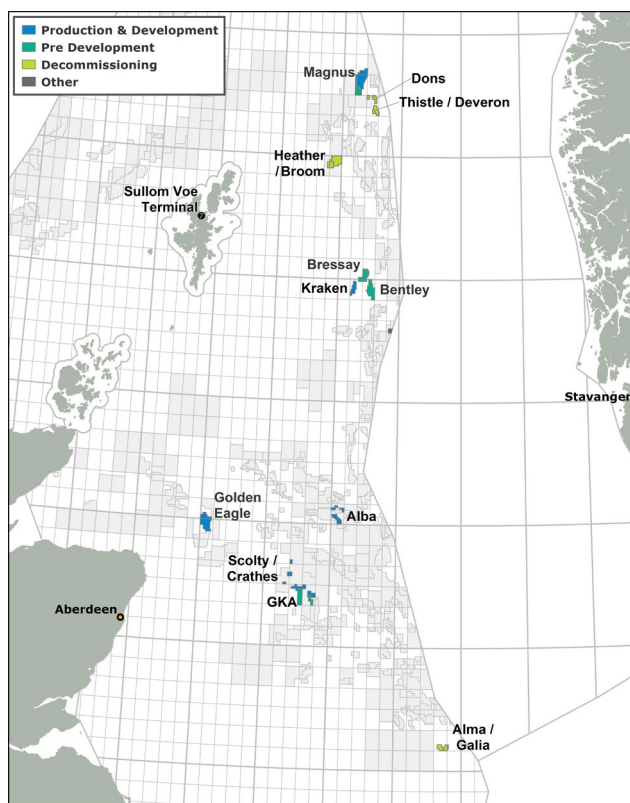 Production & Development
Pre Development
Decommissioning
Other
Magnus
Dons
Thistle / Deveron
Heather
/Broom
Sullom Voe
Terminal
Bressay
Kraken
Bentley
Stavanger
Golden
Eagle
Alba
Scolty /
Crathes
GKA
Aberdeen
Alma /
Galia